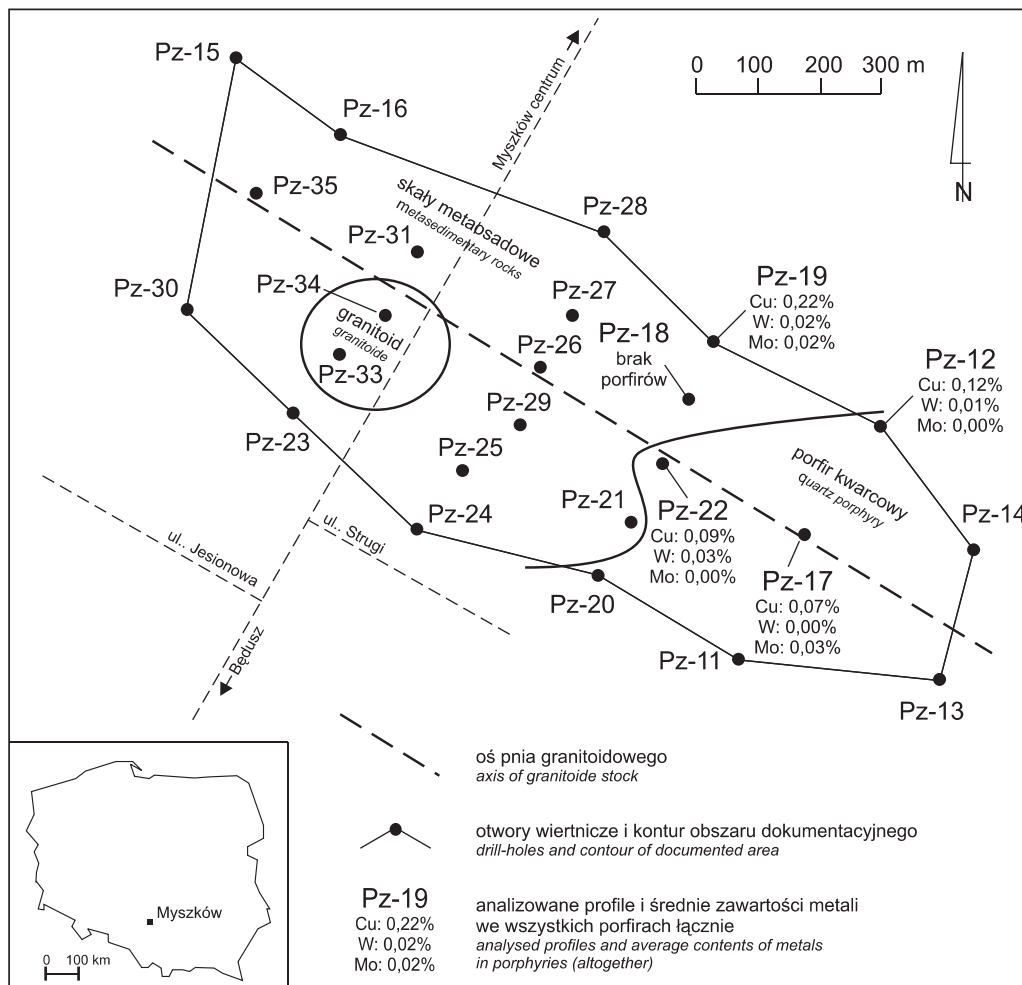 Pz-15
Myszków centrum
0 100 200 300 m
N
Pz-16
Pz-35
skały metabsadowe
metasedimentary rocks
Pz-28
Pz-31
Pz-30
Pz-34
granitoid
granitoide
Pz-33
Pz-27
Pz-19
Cu: 0,22%
W: 0,02%
Mo: 0,02%
Pz-18
brak
porfirów
Pz-26
Pz-12
Cu: 0,12%
W: 0,01%
Mo: 0,00%
Pz-29
Pz-23
Pz-25
porfir kwarcowy
quartz porphyry
Pz-21
Pz-22
Cu: 0,09%
W: 0,03%
Mo: 0,00%
Pz-24
Pz-14
ul.. Jesionowa
ul.. Strugi
Pz-17
Cu: 0,07%
W: 0,00%
Mo: 0,03%
Pz-20
Pz-11
Pz-13
Będusz
oś pnia granitoidowego
axis of granitoide stock
otwory wiertnicze i kontur obszaru dokumentacyjnego
drill-holes and contour of documented area
Pz-19
Cu: 0,22%
W: 0,02%
Mo: 0,02%
analizowane profile i średnie zawartości metali
we wszystkich porfirach łącznie
analysed profiles and average contents of metals
in porphyries (altogether)
Myszków
0 100 km